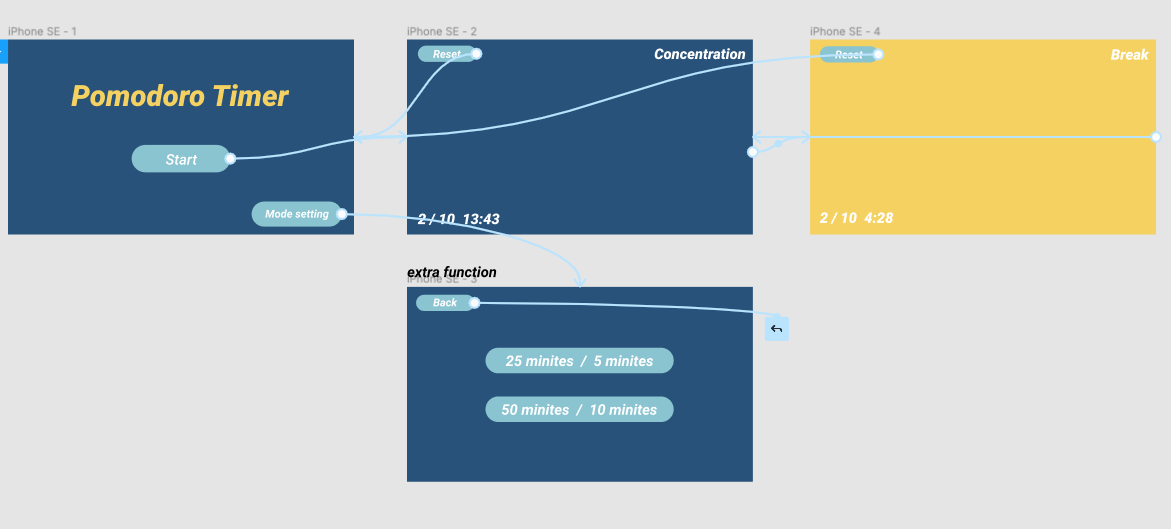 iPhone SE - 1
Pomodoro Timer
Start
Mode setting
iPhone SE - 2
Reset
Concentration
2 / 10 13:43
iPhone SE - 4
Reset
Break
2 / 10 4:28
extra function
iPhone SE - 3
Back
25 minites / 5 minites
50 minites / 10 minites